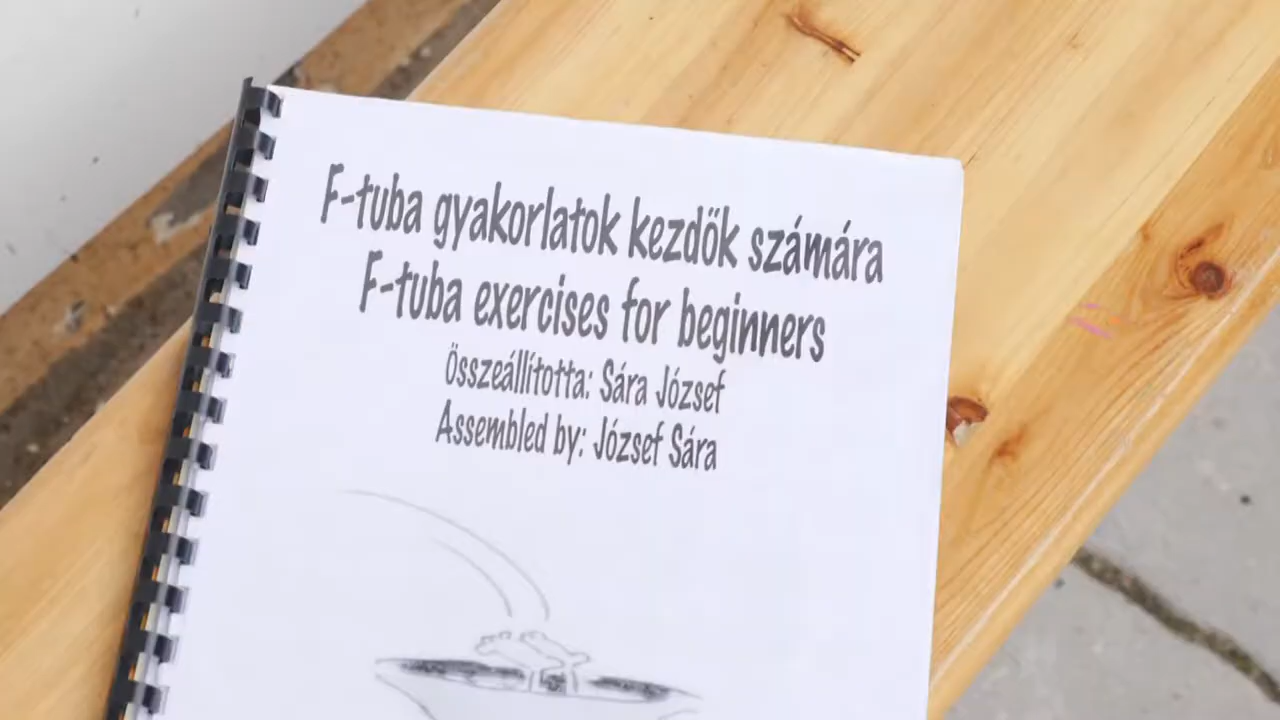 F-tuba gyakorlatok kezdők számára
F-tuba exercises for beginners
Összeállította: Sára József
Assembled by: József Sára